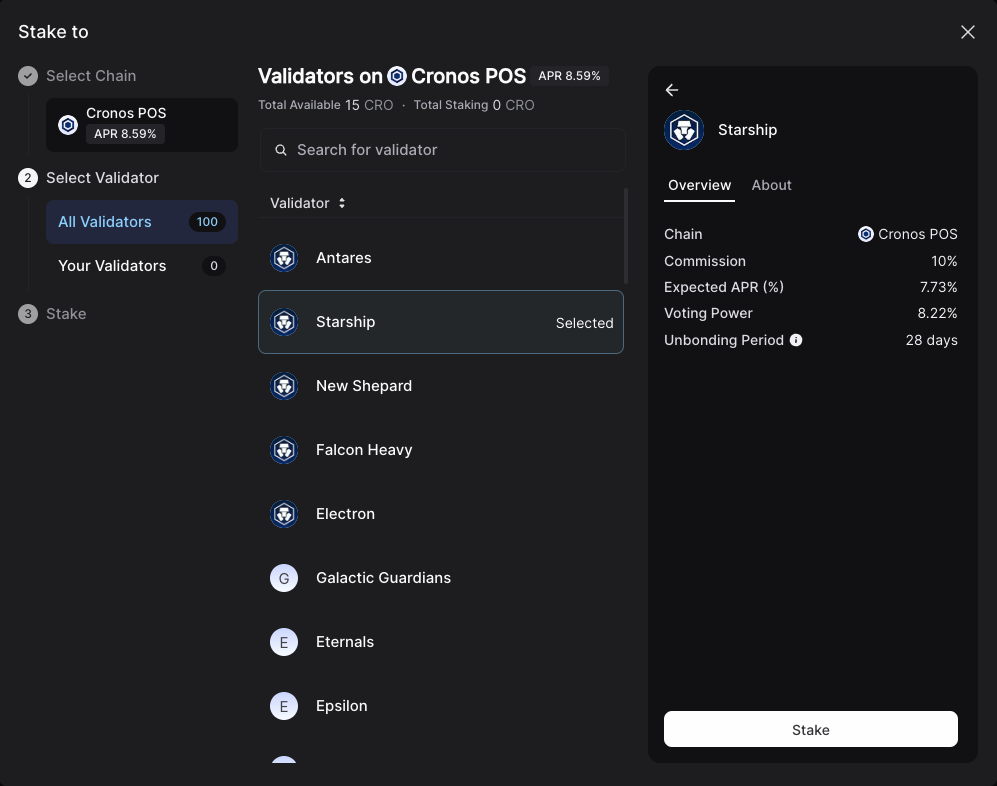 Stake to
Select Chain
Cronos POS
APR 8.59%
2 Select Validator
All Validators 100
Your Validators 0
3 Stake
Validators on Cronos POS APR 8.59%
Total Available 15 CRO · Total Staking 0 CRO
Search for validator
Validator
Antares
Starship Selected
New Shepard
Falcon Heavy
Electron
G Galactic Guardians
E Eternals
E Epsilon
Starship
Overview About
Chain Cronos POS
Commission 10%
Expected APR (%) 7.73%
Voting Power 8.22%
Unbonding Period 28 days
Stake